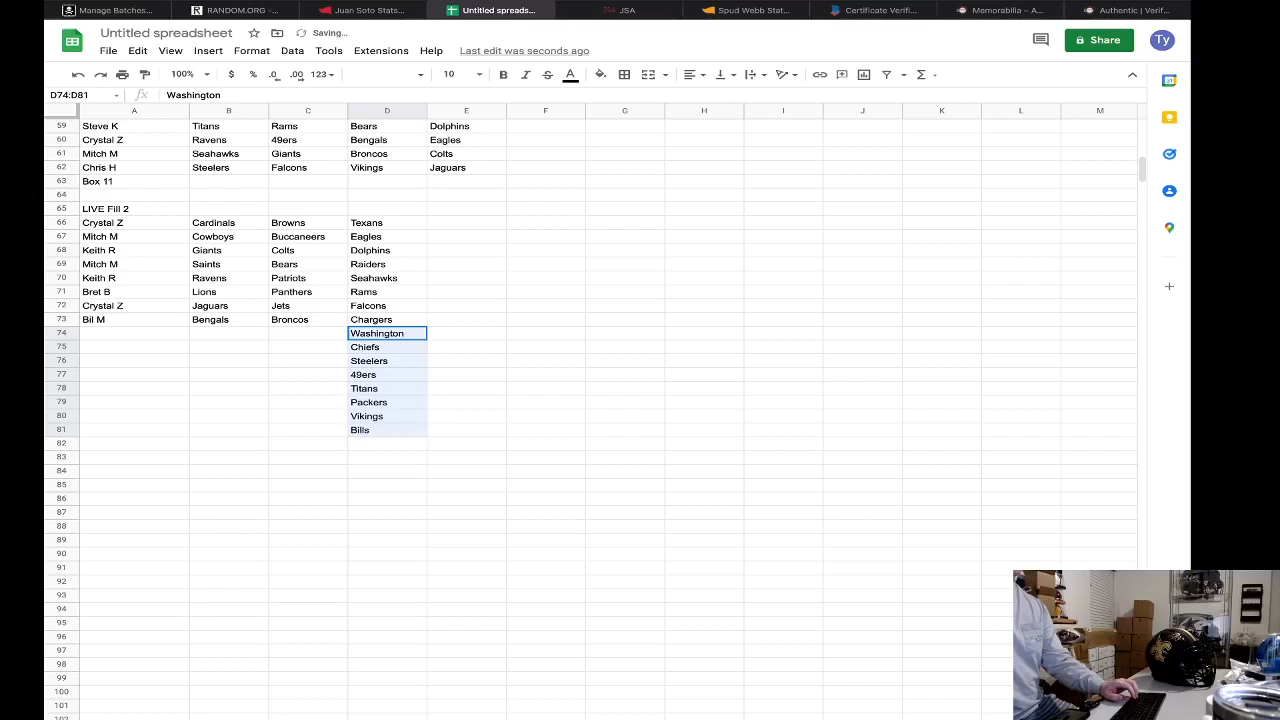 Manage Batches... RANDOM.ORG - ... Juan Soto Stats... Untitled spreads... JSA Spud Webb Stat... Certificate Verifi... Memorabilia – A... Authentic | Verif...
Untitled spreadsheet Saving...
File Edit View Insert Format Data Tools Extensions Help Last edit was seconds ago
Share
Ty
100% $ % .0 .00 123 10 B I S A
D74:D81 fx Washington
A B C D E F G H I J K L M
59 Steve K Titans Rams Bears Dolphins
60 Crystal Z Ravens 49ers Bengals Eagles
61 Mitch M Seahawks Giants Broncos Colts
62 Chris H Steelers Falcons Vikings Jaguars
63 Box 11
64
65 LIVE Fill 2
66 Crystal Z Cardinals Browns Texans
67 Mitch M Cowboys Buccaneers Eagles
68 Keith R Giants Colts Dolphins
69 Mitch M Saints Bears Raiders
70 Keith R Ravens Patriots Seahawks
71 Bret B Lions Panthers Rams
72 Crystal Z Jaguars Jets Falcons
73 Bil M Bengals Broncos Chargers
74 Washington
75 Chiefs
76 Steelers
77 49ers
78 Titans
79 Packers
80 Vikings
81 Bills
82
83
84
85
86
87
88
89
90
91
92
93
94
95
96
97
98
99
100
101
102